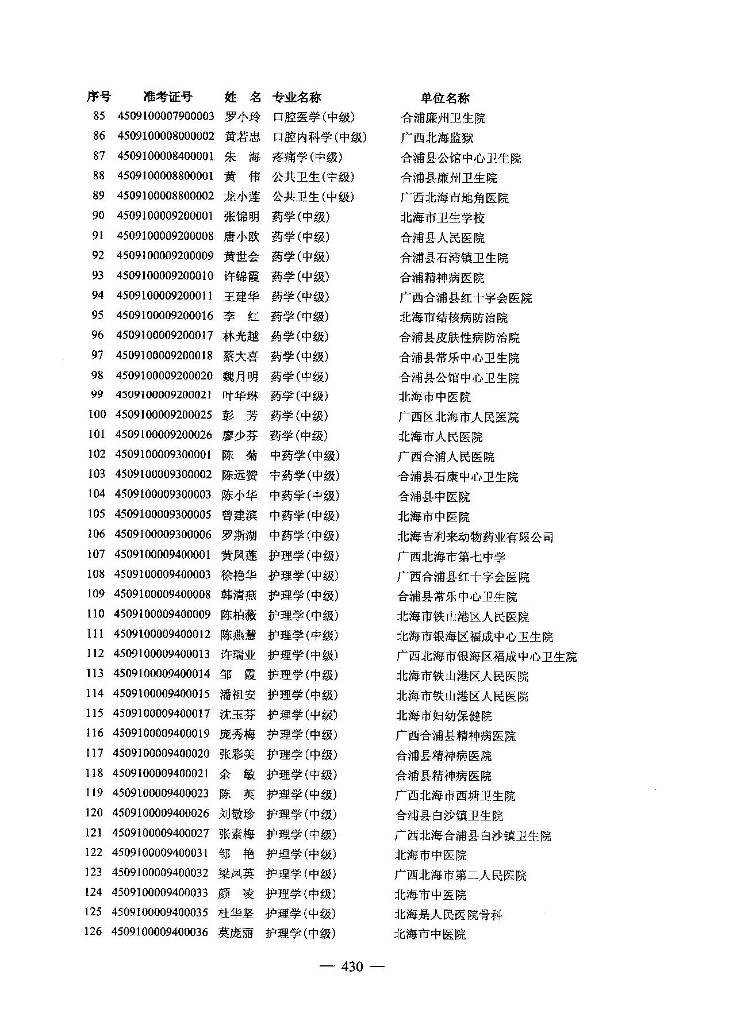 序号 准考证号 姓 名 专业名称 单位名称
85 4509100007900003 罗小玲 口腔医学(中级) 合浦廉州卫生院
86 4509100008000002 黄若忠 口腔内科学(中级) 广西北海监狱
87 4509100008400001 朱 海 疼痛学(中级) 合浦县公馆中心卫生院
88 4509100008800001 黄 伟 公共卫生(中级) 合浦县廉州卫生院
89 4509100008800002 龙小莲 公共卫生(中级) 广西北海市地角医院
90 4509100009200001 张锦明 药学(中级) 北海市卫生学校
91 4509100009200008 唐小欧 药学(中级) 合浦县人民医院
92 4509100009200009 黄世会 药学(中级) 合浦县石湾镇卫生院
93 4509100009200010 许锦霞 药学(中级) 合浦精神病医院
94 4509100009200011 王建华 药学(中级) 广西合浦县红十字会医院
95 4509100009200016 李 红 药学(中级) 北海市结核病防治院
96 4509100009200017 林光越 药学(中级) 合浦县皮肤性病防治院
97 4509100009200018 蔡大喜 药学(中级) 合浦县常乐中心卫生院
98 4509100009200020 魏月明 药学(中级) 合浦县公馆中心卫生院
99 4509100009200021 叶华琳 药学(中级) 北海市中医院
100 4509100009200025 彭 芳 药学(中级) 广西区北海市人民医院
101 4509100009200026 廖少芬 药学(中级) 北海市人民医院
102 4509100009300001 陈 菊 中药学(中级) 广西合浦人民医院
103 4509100009300002 陈远赞 中药学(中级) 合浦县石康中心卫生院
104 4509100009300003 陈小华 中药学(中级) 合浦县中医院
105 4509100009300005 曾建滨 中药学(中级) 北海市中医院
106 4509100009300006 罗斯湖 中药学(中级) 北海吉利来动物药业有限公司
107 4509100009400001 黄凤莲 护理学(中级) 广西北海市第七中学
108 4509100009400003 徐艳华 护理学(中级) 广西合浦县红十字会医院
109 4509100009400008 韩清燕 护理学(中级) 合浦县常乐中心卫生院
110 4509100009400009 陈柏薇 护理学(中级) 北海市铁山港区人民医院
111 4509100009400012 陈燕慧 护理学(中级) 北海市银海区福成中心卫生院
112 4509100009400013 许瑞业 护理学(中级) 广西北海市银海区福成中心卫生院
113 4509100009400014 邹 霞 护理学(中级) 北海市铁山港区人民医院
114 4509100009400015 潘祖安 护理学(中级) 北海市铁山港区人民医院
115 4509100009400017 沈玉芬 护理学(中级) 北海市妇幼保健院
116 4509100009400019 庞秀梅 护理学(中级) 广西合浦县精神病医院
117 4509100009400020 张彩美 护理学(中级) 合浦县精神病医院
118 4509100009400021 余 敏 护理学(中级) 合浦县精神病医院
119 4509100009400023 陈 英 护理学(中级) 广西北海市西塘卫生院
120 4509100009400026 刘敏珍 护理学(中级) 合浦县白沙镇卫生院
121 4509100009400027 张素梅 护理学(中级) 广西北海合浦县白沙镇卫生院
122 4509100009400031 邹 艳 护理学(中级) 北海市中医院
123 4509100009400032 梁凤英 护理学(中级) 广西北海市第二人民医院
124 4509100009400033 颜 凌 护理学(中级) 北海市中医院
125 4509100009400035 杜华坚 护理学(中级) 北海县人民医院骨科
126 4509100009400036 莫庞丽 护理学(中级) 北海市中医院
— 430 —